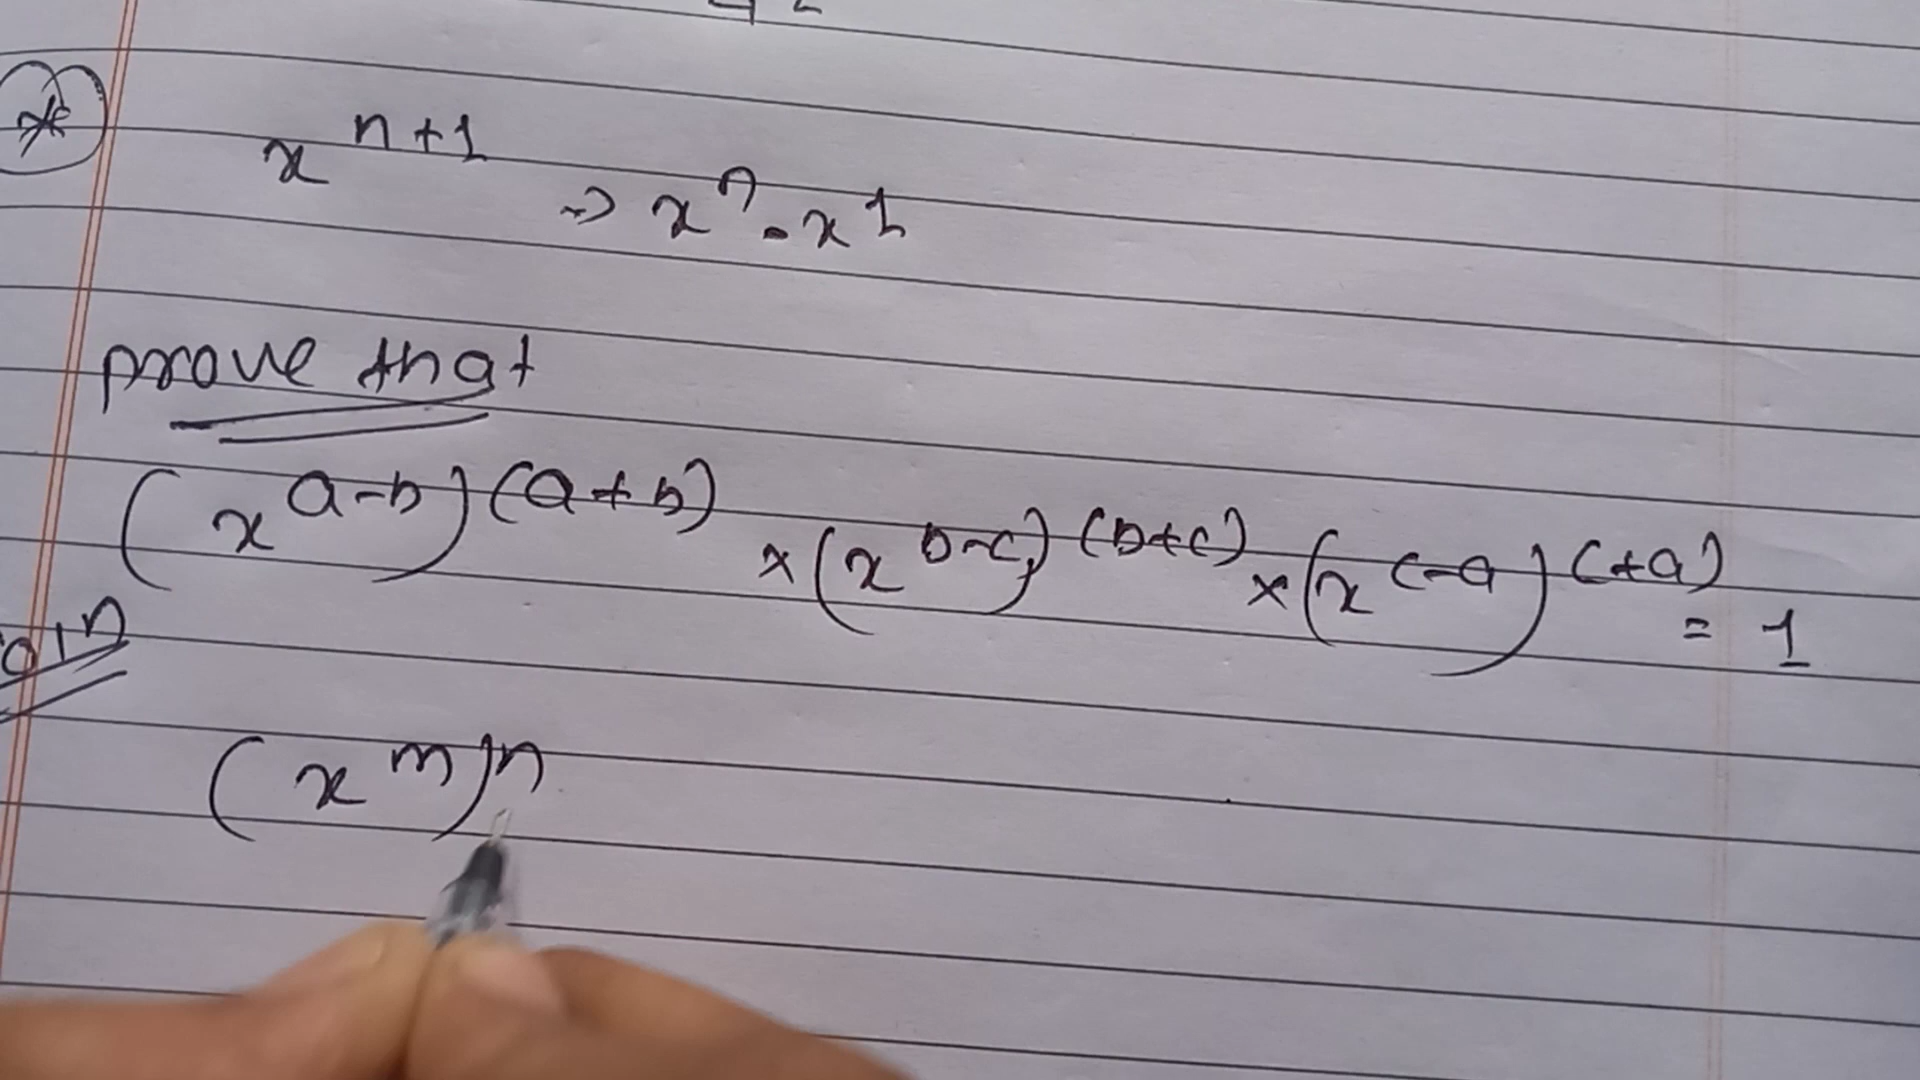 *
x^{n+1}
⇒ x^n . x^1
prove that
(x^{a-b})^{(a+b)} × (x^{b-c})^{(b+c)} × (x^{c-a})^{(c+a)}
= 1
(x^m)^n